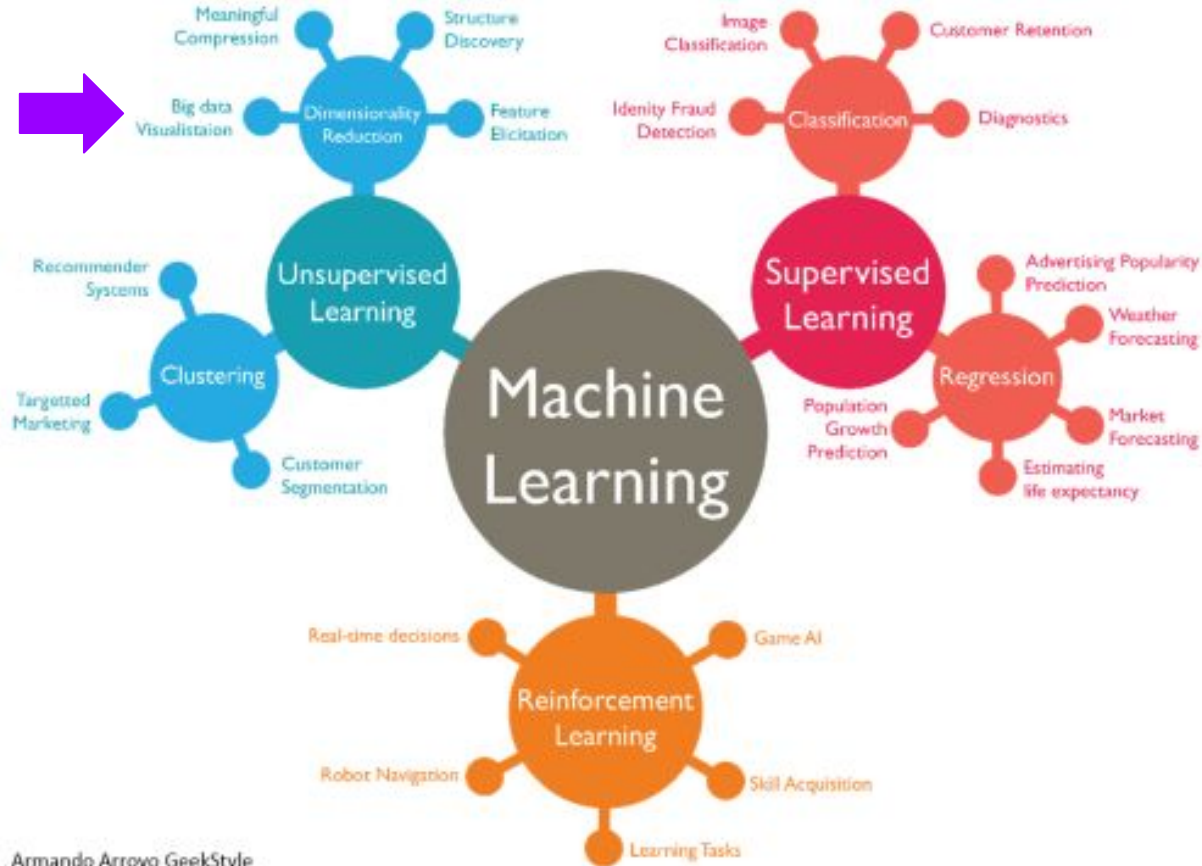 Meaningful
Compression
Structure
Discovery
Big data
Visualistaion
Dimensionality
Reduction
Feature
Elicitation
Image
Classification
Customer Retention
Idenity Fraud
Detection
Classification
Diagnostics
Recommender
Systems
Unsupervised
Learning
Clustering
Targetted
Marketing
Customer
Segmentation
Supervised
Learning
Advertising Popularity
Prediction
Weather
Forecasting
Regression
Population
Growth
Prediction
Market
Forecasting
Estimating
life expectancy
Machine
Learning
Real-time decisions
Game AI
Reinforcement
Learning
Robot Navigation
Skill Acquisition
Learning Tasks
Armando Arroyo GeekStyle